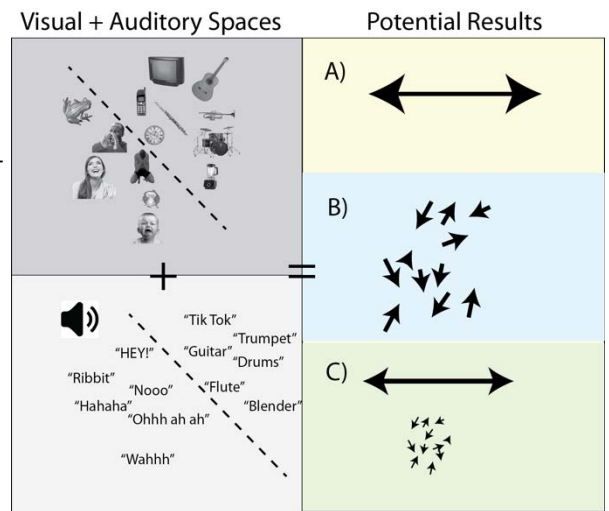 Visual + Auditory Spaces
Potential Results
A)
B)
+
=
"Tik Tok"
"Trumpet"
"HEY!"
"Guitar"
"Drums"
"Ribbit"
"Nooo"
"Flute"
"Hahaha"
"Blender"
"Ohhh ah ah"
"Wahhh"
C)